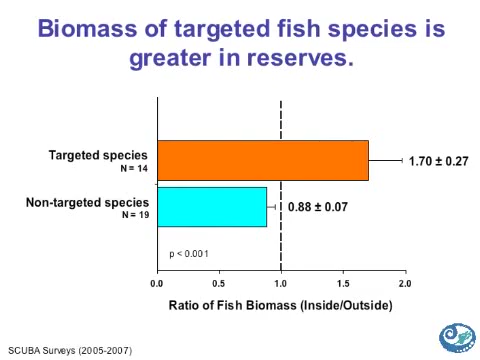 Biomass of targeted fish species is
greater in reserves.
Targeted species
N = 14
1.70 ± 0.27
Non-targeted species
N = 19
0.88 ± 0.07
p < 0.001
0.0 0.5 1.0 1.5 2.0
Ratio of Fish Biomass (Inside/Outside)
SCUBA Surveys (2005-2007)